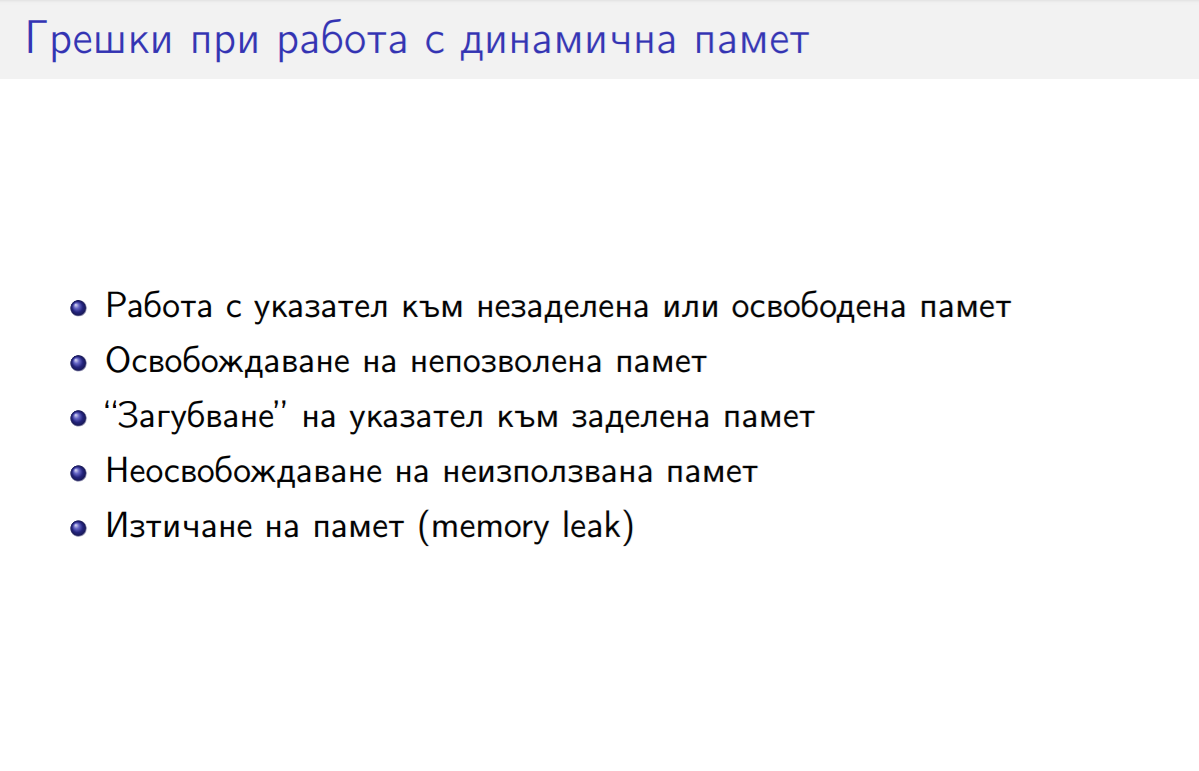 Грешки при работа с динамична памет
Работа с указател към незаделена или освободена памет
Освобождаване на непозволена памет
“Загубване” на указател към заделена памет
Неосвобождаване на неизползвана памет
Изтичане на памет (memory leak)